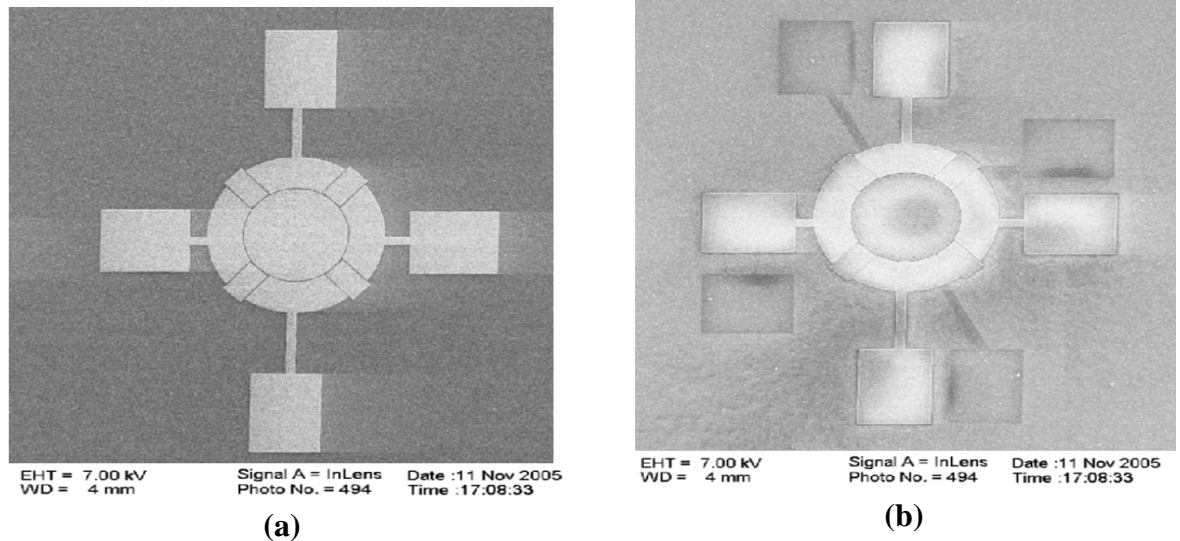 EHT = 7.00 kV Signal A = InLens Date :11 Nov 2005
WD = 4 mm Photo No. = 494 Time :17:08:33
(a)
EHT = 7.00 kV Signal A = InLens Date :11 Nov 2005
WD = 4 mm Photo No. = 494 Time :17:08:33
(b)